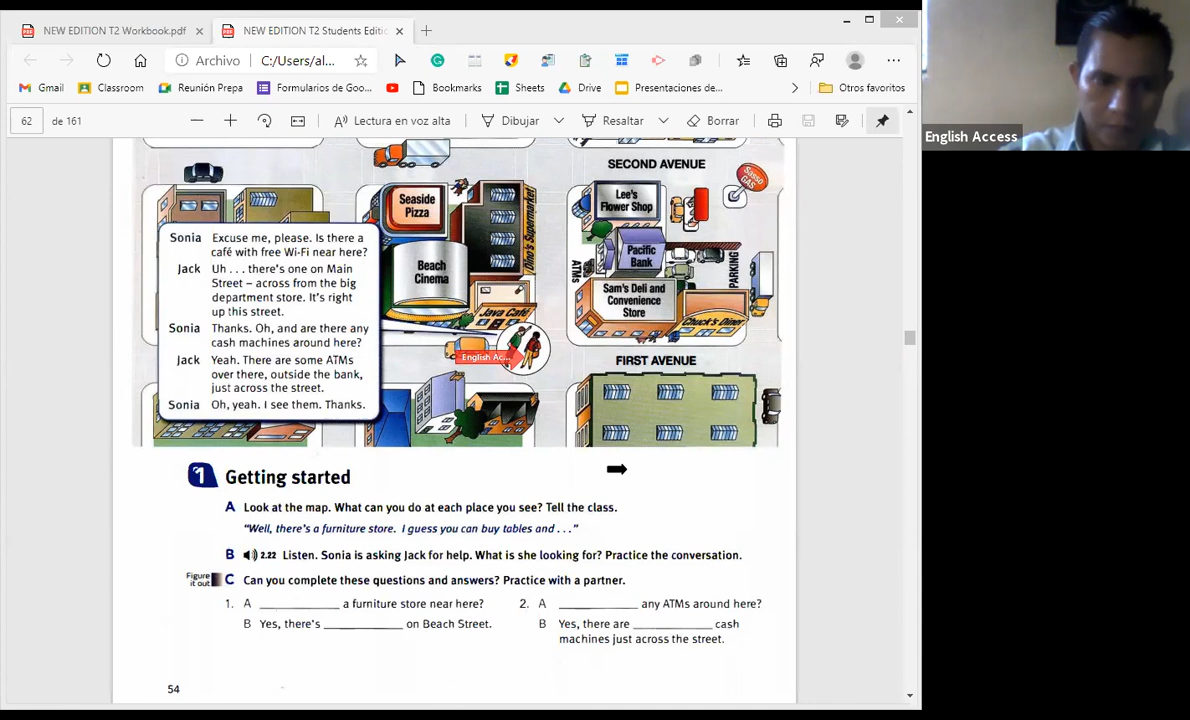 NEW EDITION T2 Workbook.pdf
NEW EDITION T2 Students Editic
Archivo
C:/Users/al...
Gmail
Classroom
Reunión Prepa
Formularios de Goo...
Bookmarks
Sheets
Drive
Presentaciones de...
Otros favoritos
62
de 161
Lectura en voz alta
Dibujar
Resaltar
Borrar
English Access
SECOND AVENUE
Sasso GAS
Seaside Pizza
Dino's Supermarket
Lee's Flower Shop
Beach Cinema
Pacific Bank
ATMs
PARKING
Java Café
Sam's Deli and Convenience Store
Chuck's Diner
English Ac...
FIRST AVENUE
Sonia Excuse me, please. Is there a
café with free Wi-Fi near here?
Jack Uh . . . there's one on Main
Street – across from the big
department store. It's right
up this street.
Sonia Thanks. Oh, and are there any
cash machines around here?
Jack Yeah. There are some ATMs
over there, outside the bank,
just across the street.
Sonia Oh, yeah. I see them. Thanks.
1 Getting started
A Look at the map. What can you do at each place you see? Tell the class.
"Well, there's a furniture store. I guess you can buy tables and . . ."
B 2.22 Listen. Sonia is asking Jack for help. What is she looking for? Practice the conversation.
Figure it out
C Can you complete these questions and answers? Practice with a partner.
1. A ____________ a furniture store near here?
B Yes, there's ____________ on Beach Street.
2. A ____________ any ATMs around here?
B Yes, there are ____________ cash
machines just across the street.
54